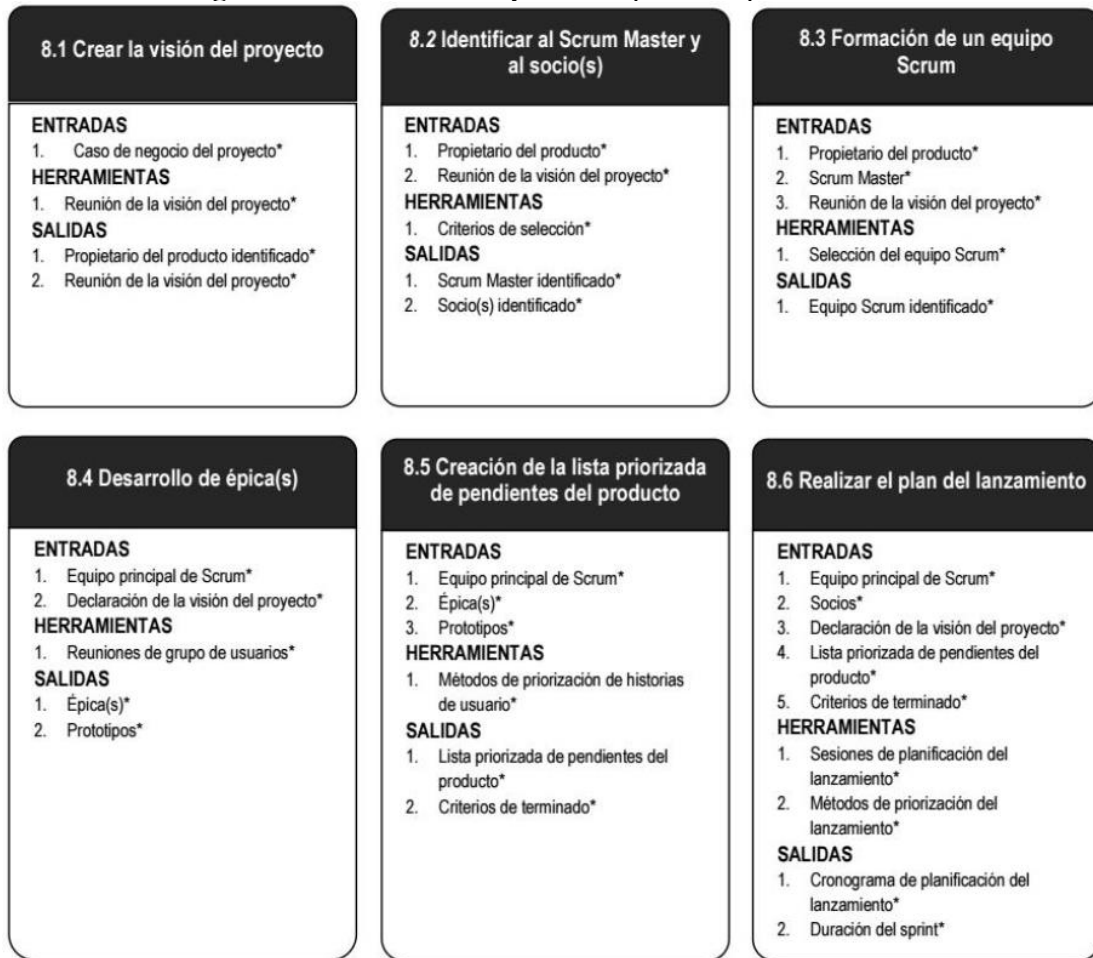 8.1 Crear la visión del proyecto
ENTRADAS
1. Caso de negocio del proyecto*
HERRAMIENTAS
1. Reunión de la visión del proyecto*
SALIDAS
1. Propietario del producto identificado*
2. Reunión de la visión del proyecto*
8.2 Identificar al Scrum Master y
al socio(s)
ENTRADAS
1. Propietario del producto*
2. Reunión de la visión del proyecto*
HERRAMIENTAS
1. Criterios de selección*
SALIDAS
1. Scrum Master identificado*
2. Socio(s) identificado*
8.3 Formación de un equipo
Scrum
ENTRADAS
1. Propietario del producto*
2. Scrum Master*
3. Reunión de la visión del proyecto*
HERRAMIENTAS
1. Selección del equipo Scrum*
SALIDAS
1. Equipo Scrum identificado*
8.4 Desarrollo de épica(s)
ENTRADAS
1. Equipo principal de Scrum*
2. Declaración de la visión del proyecto*
HERRAMIENTAS
1. Reuniones de grupo de usuarios*
SALIDAS
1. Épica(s)*
2. Prototipos*
8.5 Creación de la lista priorizada
de pendientes del producto
ENTRADAS
1. Equipo principal de Scrum*
2. Épica(s)*
3. Prototipos*
HERRAMIENTAS
1. Métodos de priorización de historias
de usuario*
SALIDAS
1. Lista priorizada de pendientes del
producto*
2. Criterios de terminado*
8.6 Realizar el plan del lanzamiento
ENTRADAS
1. Equipo principal de Scrum*
2. Socios*
3. Declaración de la visión del proyecto*
4. Lista priorizada de pendientes del
producto*
5. Criterios de terminado*
HERRAMIENTAS
1. Sesiones de planificación del
lanzamiento*
2. Métodos de priorización del
lanzamiento*
SALIDAS
1. Cronograma de planificación del
lanzamiento*
2. Duración del sprint*